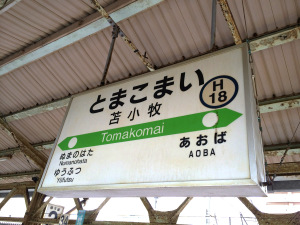 とまこまい
H
18
苫小牧
Tomakomai
ぬまのはた
Numanohata
ゆうふつ
Yūfutsu
あおば
AOBA